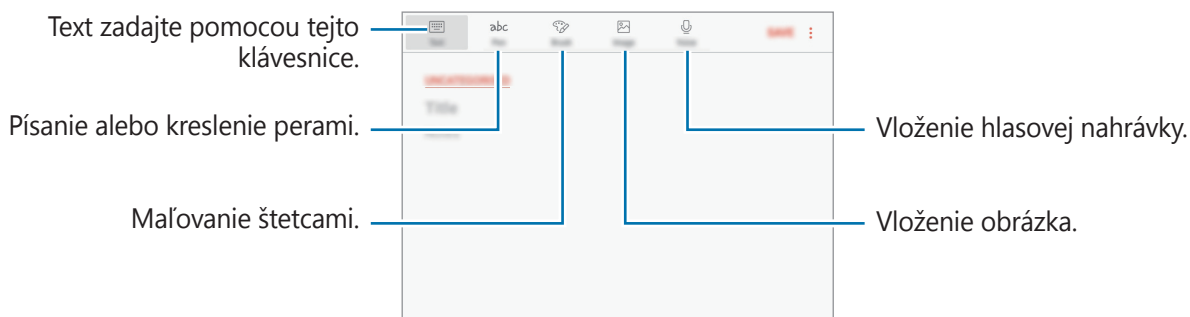 Text zadajte pomocou tejto
klávesnice.
abc
SAVE
UNCATEGORIZED
Title
Písanie alebo kreslenie perami.
Vloženie hlasovej nahrávky.
Maľovanie štetcami.
Vloženie obrázka.